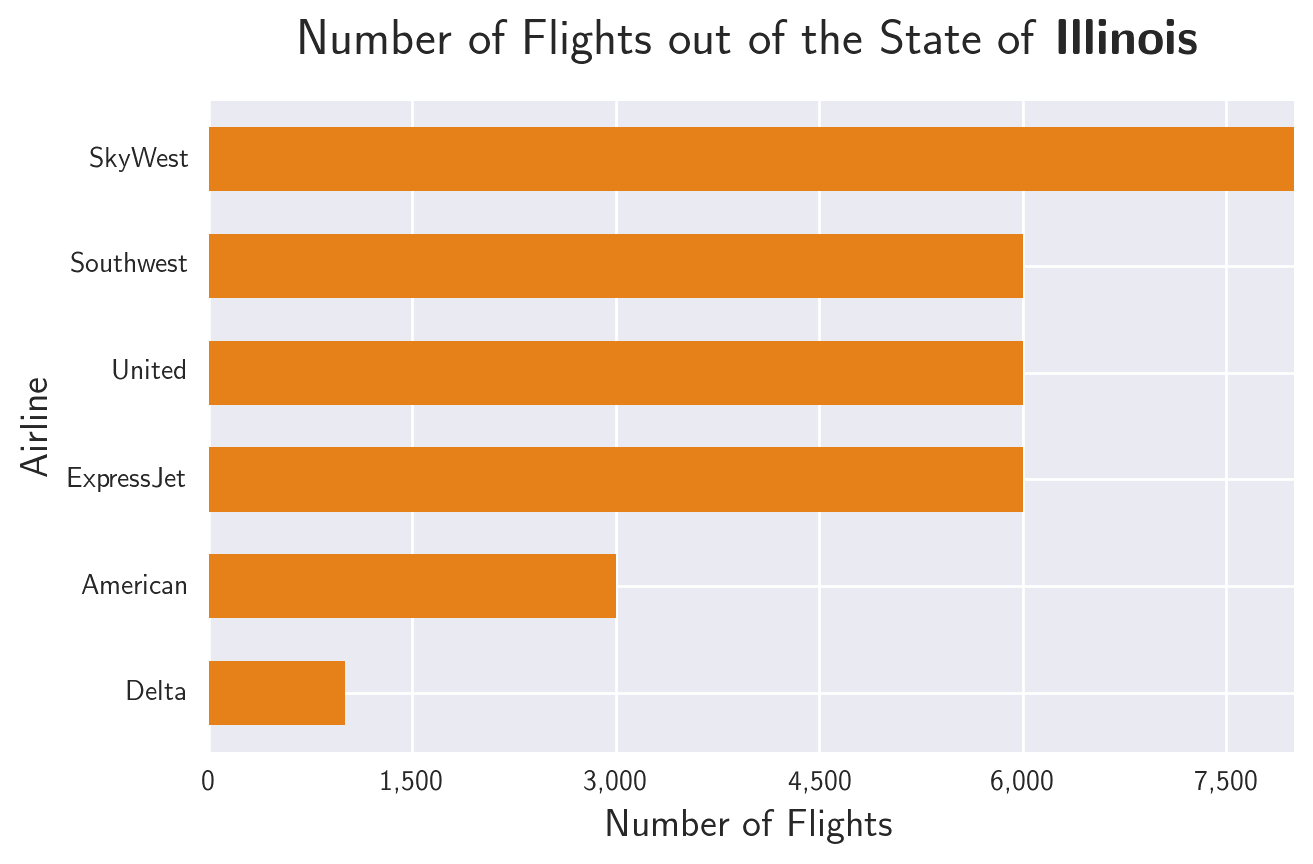 Number of Flights out of the State of Illinois
SkyWest
Southwest
United
ExpressJet
American
Delta
Airline
0 1,500 3,000 4,500 6,000 7,500
Number of Flights